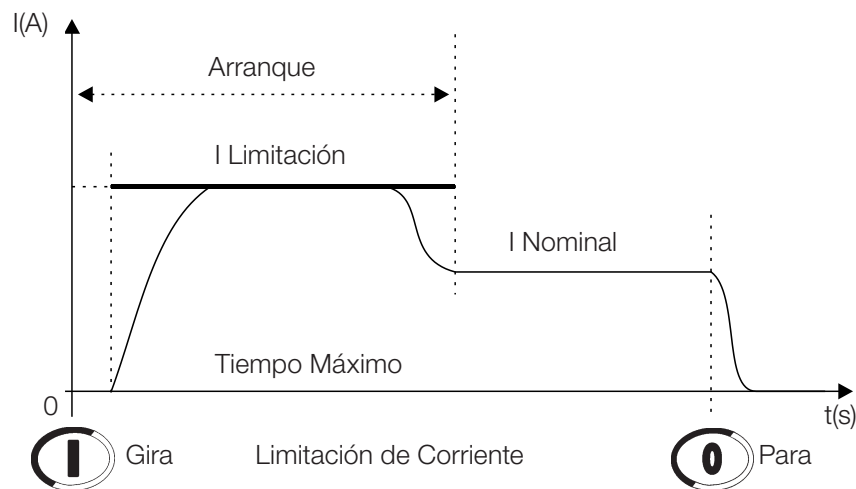 I(A)
Arranque
I Limitación
I Nominal
Tiempo Máximo
0
t(s)
I Gira
Limitación de Corriente
0 Para